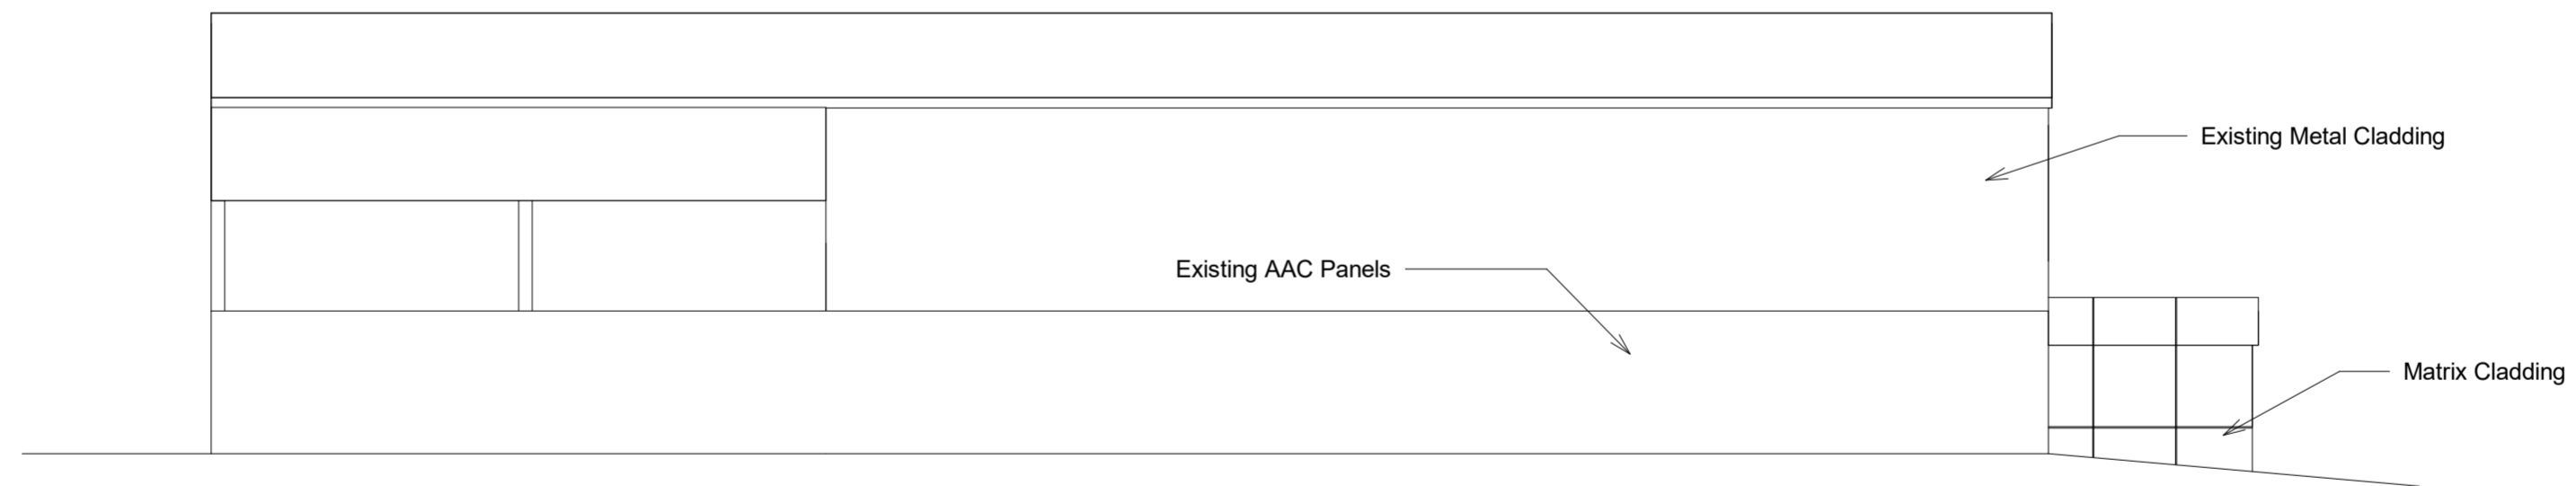 Existing Metal Cladding
Existing AAC Panels
Matrix Cladding